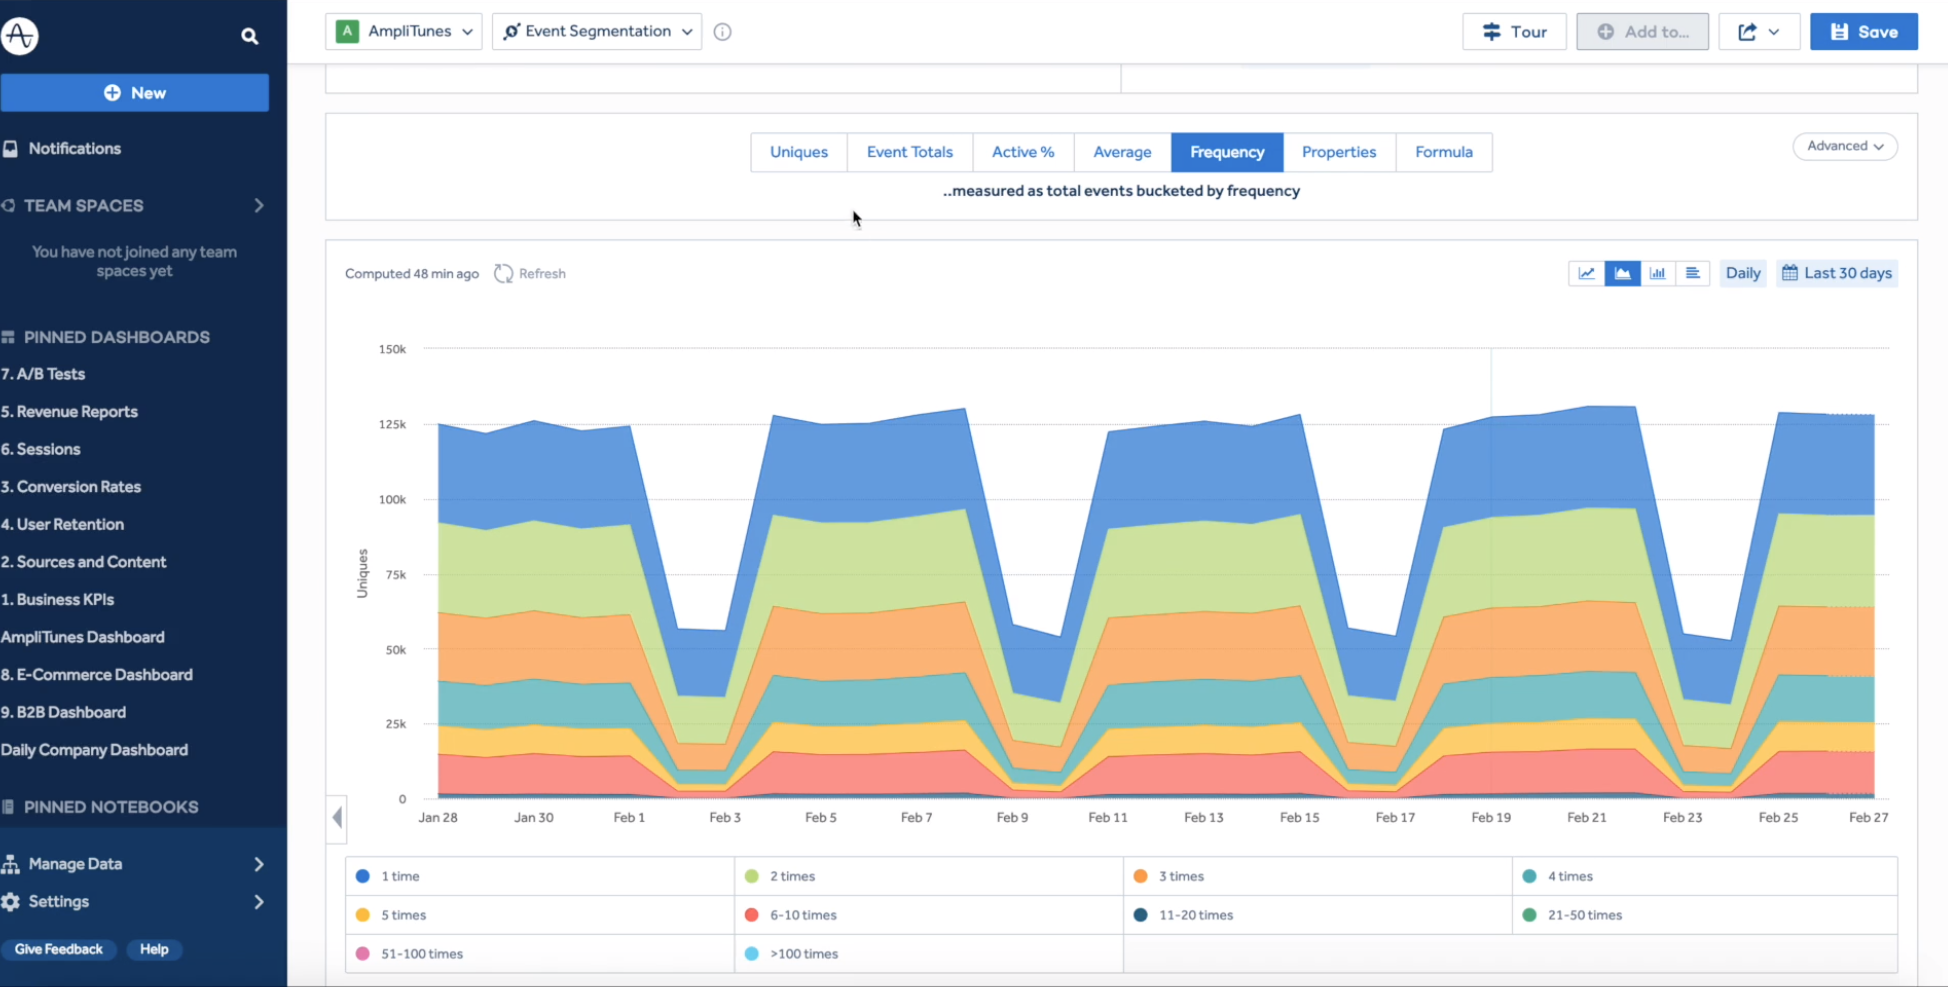 A AmpliTunes
Event Segmentation
Tour
Add to...
Save
New
Notifications
TEAM SPACES
You have not joined any team
spaces yet
PINNED DASHBOARDS
7. A/B Tests
5. Revenue Reports
6. Sessions
3. Conversion Rates
4. User Retention
2. Sources and Content
1. Business KPIs
AmpliTunes Dashboard
8. E-Commerce Dashboard
9. B2B Dashboard
Daily Company Dashboard
PINNED NOTEBOOKS
Manage Data
Settings
Give Feedback Help
Uniques Event Totals Active % Average Frequency Properties Formula
Advanced
..measured as total events bucketed by frequency
Computed 48 min ago Refresh
Daily Last 30 days
150k
125k
100k
75k
50k
25k
0
Uniques
Jan 28 Jan 30 Feb 1 Feb 3 Feb 5 Feb 7 Feb 9 Feb 11 Feb 13 Feb 15 Feb 17 Feb 19 Feb 21 Feb 23 Feb 25 Feb 27
1 time 2 times 3 times 4 times
5 times 6-10 times 11-20 times 21-50 times
51-100 times >100 times